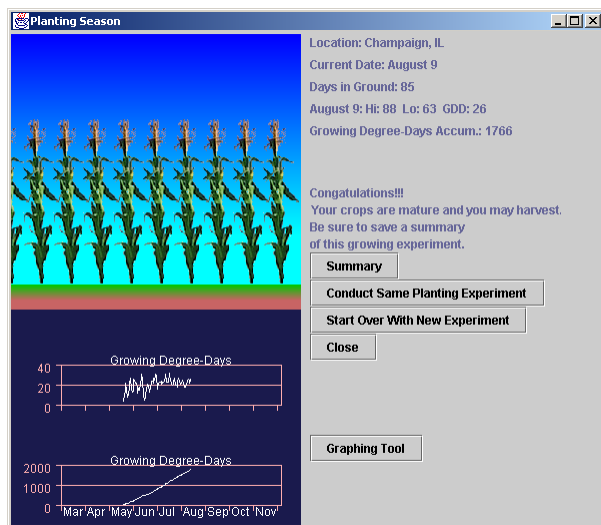 Planting Season
Location: Champaign, IL
Current Date: August 9
Days in Ground: 85
August 9: Hi: 88 Lo: 63 GDD: 26
Growing Degree-Days Accum.: 1766
Congatulations!!!
Your crops are mature and you may harvest.
Be sure to save a summary
of this growing experiment.
Summary
Conduct Same Planting Experiment
Start Over With New Experiment
Close
Growing Degree-Days
40
20
0
Graphing Tool
Growing Degree-Days
2000
1000
0
Mar Apr May Jun Jul Aug Sep Oct Nov